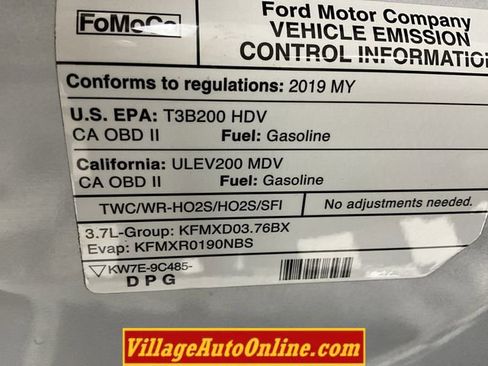 FoMoCo
Ford Motor Company
VEHICLE EMISSION
CONTROL INFORMATION
Conforms to regulations: 2019 MY
U.S. EPA: T3B200 HDV
CA OBD II Fuel: Gasoline
California: ULEV200 MDV
CA OBD II Fuel: Gasoline
TWC/WR-HO2S/HO2S/SFI No adjustments needed.
3.7L-Group: KFMXD03.76BX
Evap: KFMXR0190NBS
KW7E-9C485-
D P G
VillageAutoOnline.com